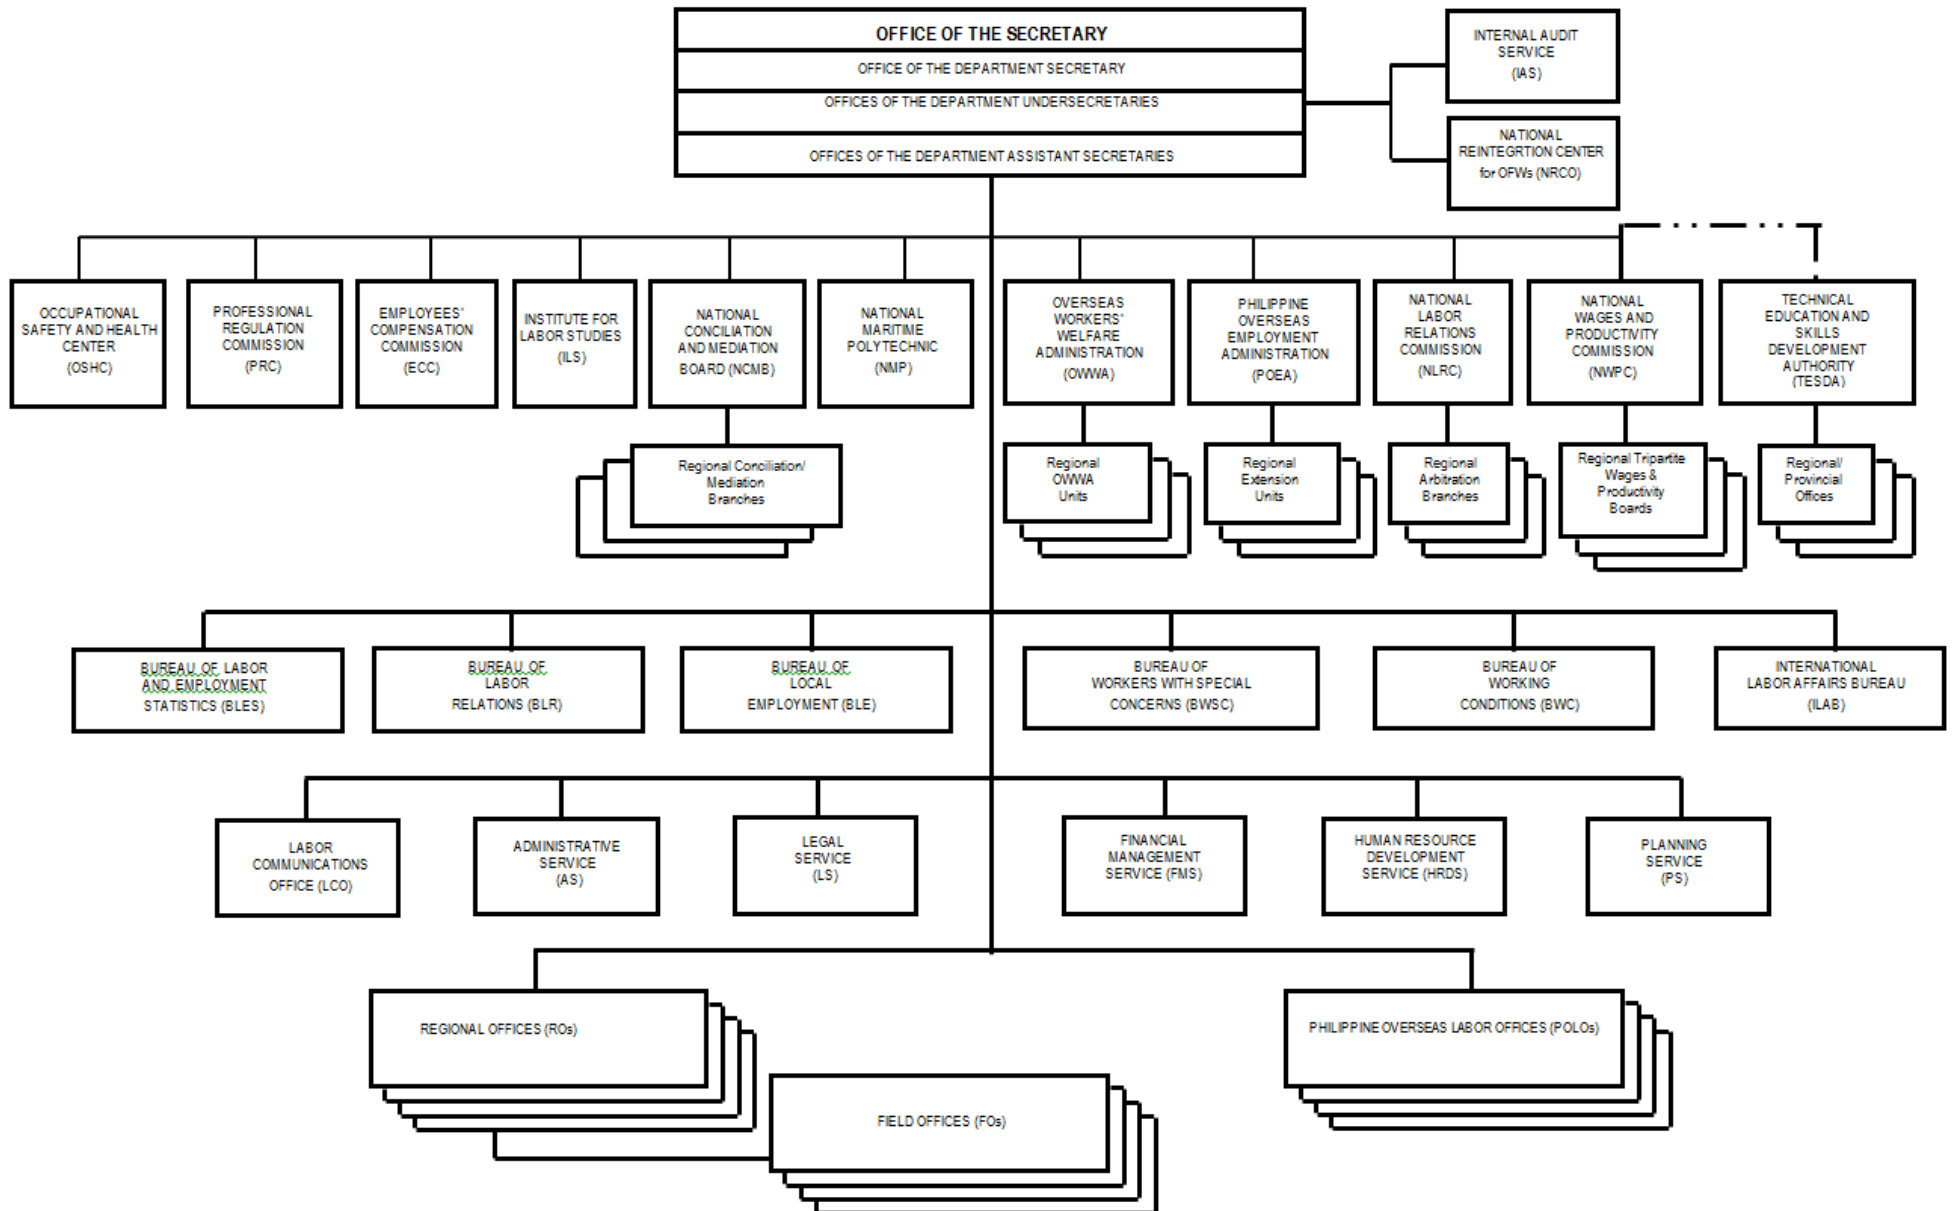 OFFICE OF THE SECRETARY
OFFICE OF THE DEPARTMENT SECRETARY
OFFICES OF THE DEPARTMENT UNDERSECRETARIES
OFFICES OF THE DEPARTMENT ASSISTANT SECRETARIES
INTERNAL AUDIT
SERVICE
(IAS)
NATIONAL
REINTEGRTION CENTER
for OFWs (NRCO)
OCCUPATIONAL
SAFETY AND HEALTH
CENTER
(OSHC)
PROFESSIONAL
REGULATION
COMMISSION
(PRC)
EMPLOYEES'
COMPENSATION
COMMISSION
(ECC)
INSTITUTE FOR
LABOR STUDIES
(ILS)
NATIONAL
CONCILIATION
AND MEDIATION
BOARD (NCMB)
NATIONAL
MARITIME
POLYTECHNIC
(NMP)
OVERSEAS
WORKERS'
WELFARE
ADMINISTRATION
(OWWA)
PHILIPPINE
OVERSEAS
EMPLOYMENT
ADMINISTRATION
(POEA)
NATIONAL
LABOR
RELATIONS
COMMISSION
(NLRC)
NATIONAL
WAGES AND
PRODUCTIVITY
COMMISSION
(NWPC)
TECHNICAL
EDUCATION AND
SKILLS
DEVELOPMENT
AUTHORITY
(TESDA)
Regional Conciliation/
Mediation
Branches
Regional
OWWA
Units
Regional
Extension
Units
Regional
Arbitration
Branches
Regional Tripartite
Wages &
Productivity
Boards
Regional/
Provincial
Offices
BUREAU OF LABOR
AND EMPLOYMENT
STATISTICS (BLES)
BUREAU OF
LABOR
RELATIONS (BLR)
BUREAU OF
LOCAL
EMPLOYMENT (BLE)
BUREAU OF
WORKERS WITH SPECIAL
CONCERNS (BWSC)
BUREAU OF
WORKING
CONDITIONS (BWC)
INTERNATIONAL
LABOR AFFAIRS BUREAU
(ILAB)
LABOR
COMMUNICATIONS
OFFICE (LCO)
ADMINISTRATIVE
SERVICE
(AS)
LEGAL
SERVICE
(LS)
FINANCIAL
MANAGEMENT
SERVICE (FMS)
HUMAN RESOURCE
DEVELOPMENT
SERVICE (HRDS)
PLANNING
SERVICE
(PS)
REGIONAL OFFICES (ROs)
PHILIPPINE OVERSEAS LABOR OFFICES (POLOs)
FIELD OFFICES (FOs)